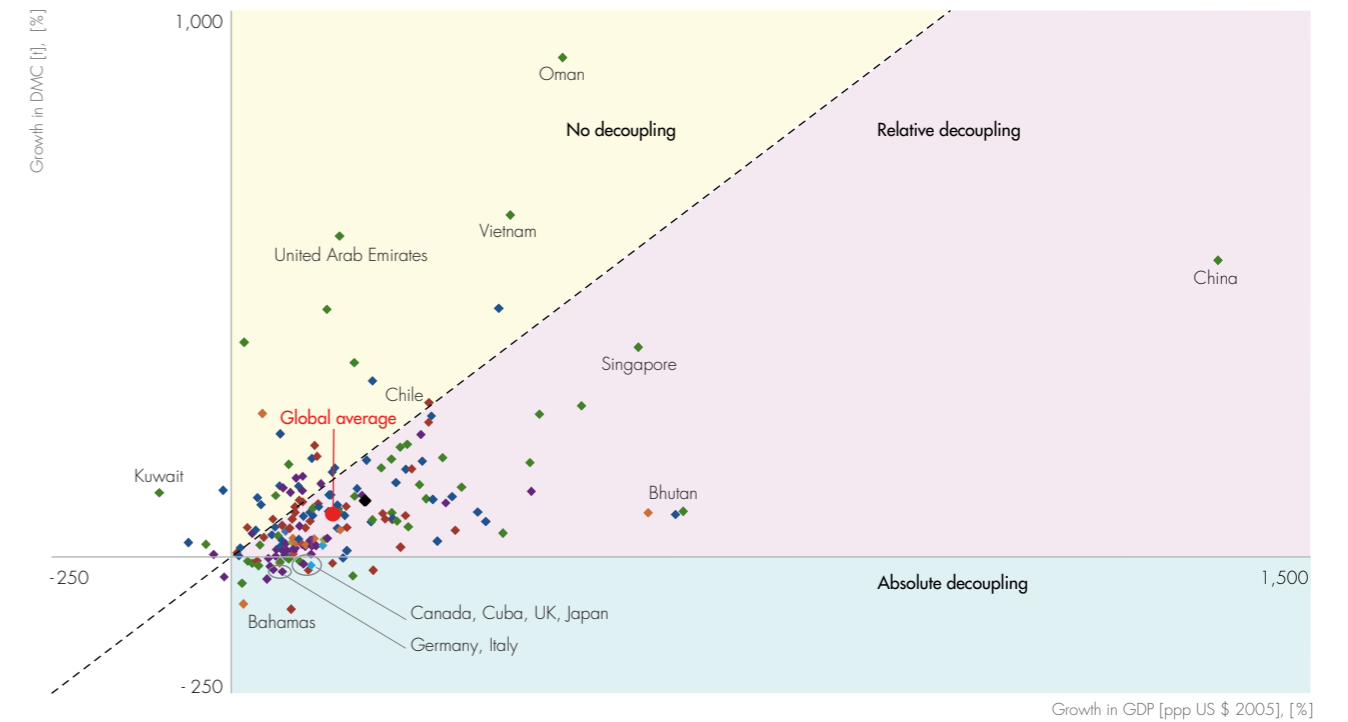 Growth in DMC [t], [%]
1,000
Oman
No decoupling
Relative decoupling
Vietnam
United Arab Emirates
China
Singapore
Chile
Global average
Kuwait
Bhutan
-250
1,500
Absolute decoupling
Bahamas
Canada, Cuba, UK, Japan
Germany, Italy
- 250
Growth in GDP [ppp US $ 2005], [%]